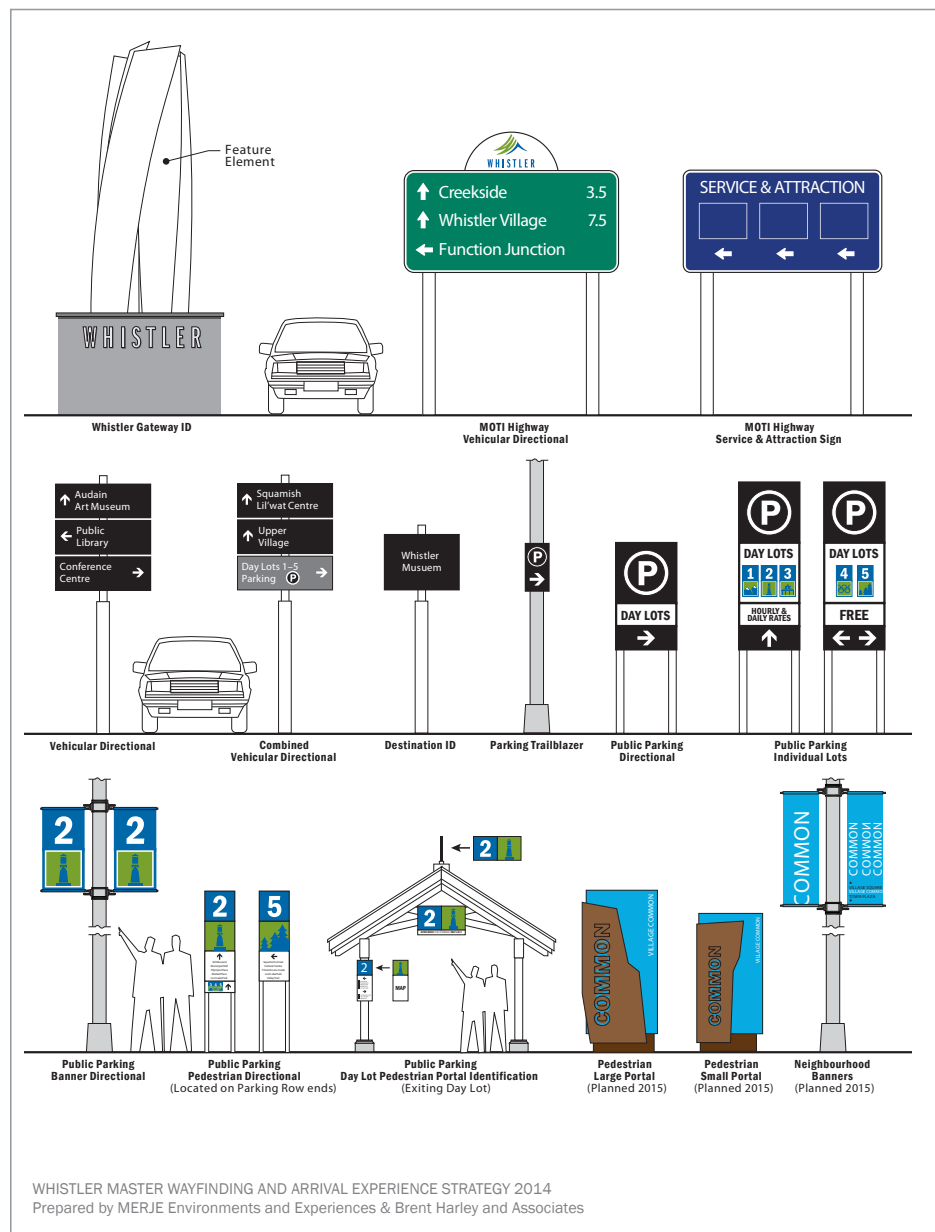 Feature
Element
WHISTLER
WHISTLER
Creekside 3.5
Whistler Village 7.5
Function Junction
SERVICE & ATTRACTION
Whistler Gateway ID
MOTI Highway
Vehicular Directional
MOTI Highway
Service & Attraction Sign
Audain
Art Museum
Public
Library
Conference
Centre
Squamish
Lil'wat Centre
Upper
Village
Day Lots 1–5
Parking P
Whistler
Musuem
P
P
DAY LOTS
P
DAY LOTS
1 2 3
HOURLY &
DAILY RATES
P
DAY LOTS
4 5
FREE
Vehicular Directional
Combined
Vehicular Directional
Destination ID
Parking Trailblazer
Public Parking
Directional
Public Parking
Individual Lots
2 2
2
5
2
2
2
MAP
COMMON
VILLAGE COMMON
COMMON
VILLAGE COMMON
COMMON
COMMON
COMMON
COMMON
VILLAGE SQUARE
VILLAGE COMMON
Public Parking
Banner Directional
Public Parking
Pedestrian Directional
(Located on Parking Row ends)
Public Parking
Day Lot Pedestrian Portal Identification
(Exiting Day Lot)
Pedestrian
Large Portal
(Planned 2015)
Pedestrian
Small Portal
(Planned 2015)
Neighbourhood
Banners
(Planned 2015)
WHISTLER MASTER WAYFINDING AND ARRIVAL EXPERIENCE STRATEGY 2014
Prepared by MERJE Environments and Experiences & Brent Harley and Associates